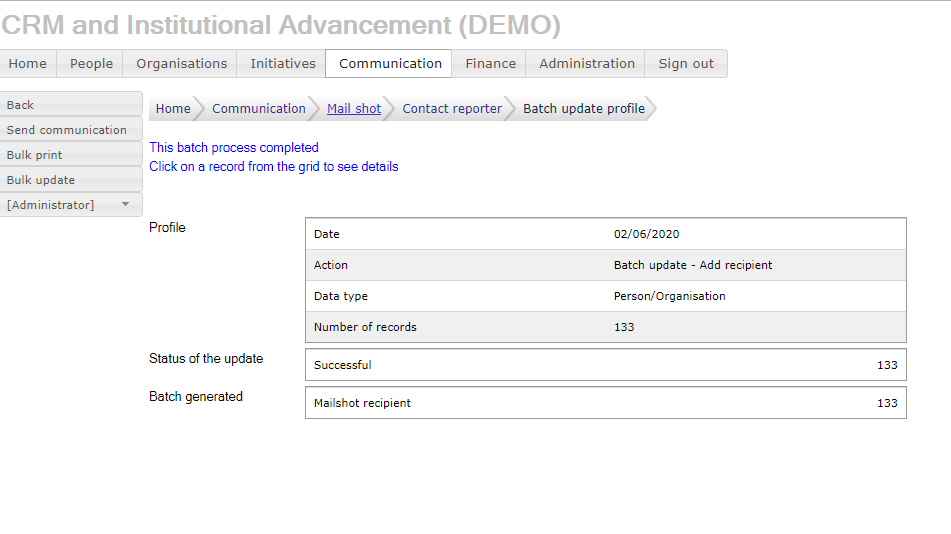 CRM and Institutional Advancement (DEMO)
Home People Organisations Initiatives Communication Finance Administration Sign out
Back
Send communication
Bulk print
Bulk update
[Administrator]
Home Communication Mail shot Contact reporter Batch update profile
This batch process completed
Click on a record from the grid to see details
Profile
Date 02/06/2020
Action Batch update - Add recipient
Data type Person/Organisation
Number of records 133
Status of the update
Successful 133
Batch generated
Mailshot recipient 133